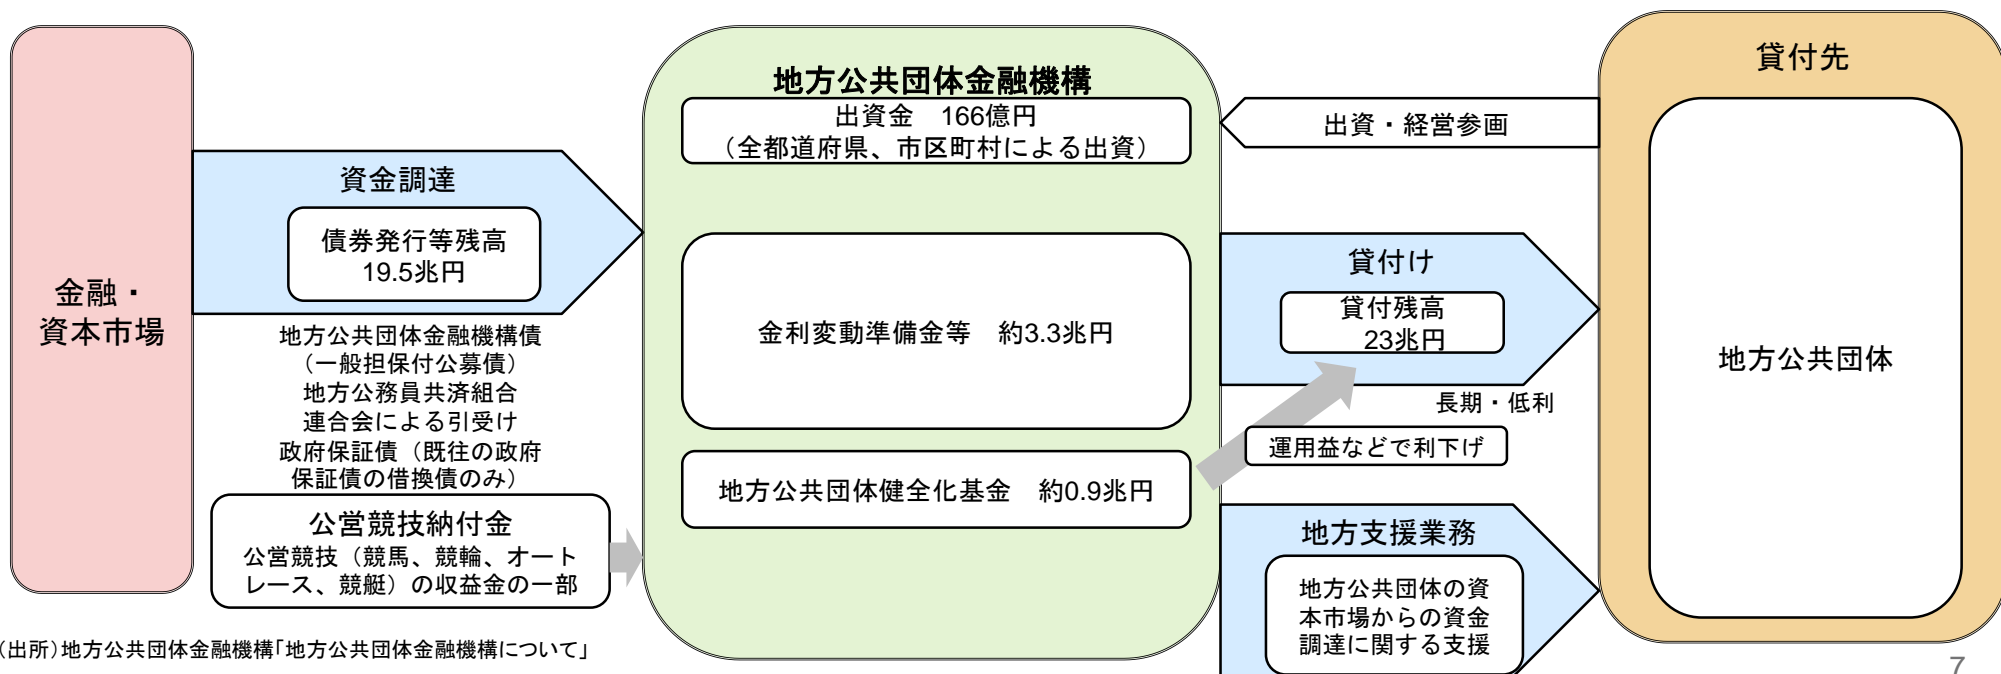 金融・
資本市場
資金調達
債券発行等残高
19.5兆円
地方公共団体金融機構債
（一般担保付公募債）
地方公務員共済組合
連合会による引受け
政府保証債（既往の政府
保証債の借換債のみ）
公営競技納付金
公営競技（競馬、競輪、オート
レース、競艇）の収益金の一部
地方公共団体金融機構
出資金　166億円
（全都道府県、市区町村による出資）
金利変動準備金等　約3.3兆円
地方公共団体健全化基金　約0.9兆円
出資・経営参画
貸付け
貸付残高
23兆円
長期・低利
運用益などで利下げ
地方支援業務
地方公共団体の資
本市場からの資金
調達に関する支援
貸付先
地方公共団体
（出所）地方公共団体金融機構「地方公共団体金融機構について」
7